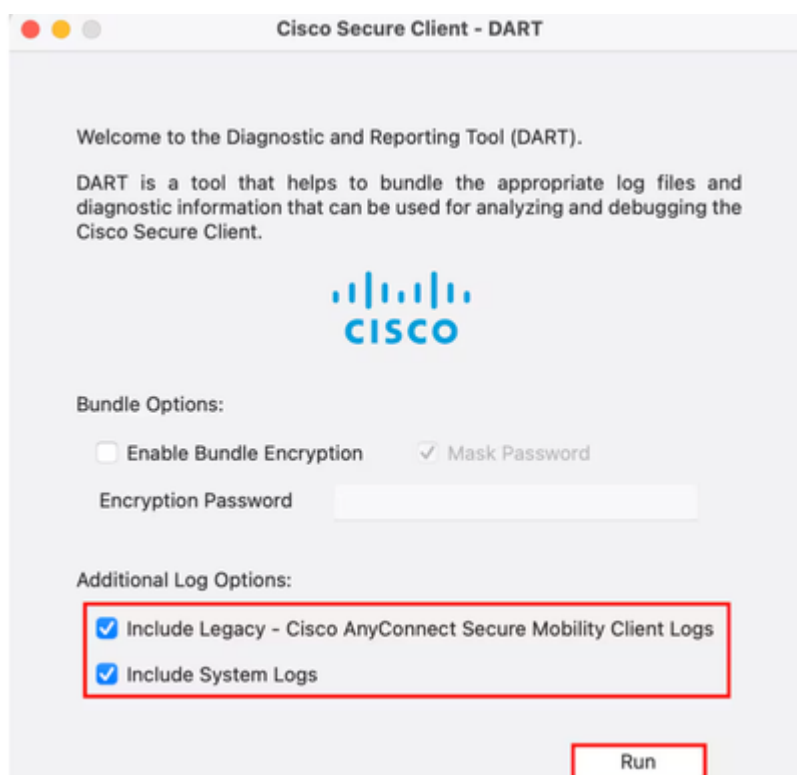 Cisco Secure Client - DART
Welcome to the Diagnostic and Reporting Tool (DART).
DART is a tool that helps to bundle the appropriate log files and
diagnostic information that can be used for analyzing and debugging the
Cisco Secure Client.
CISCO
Bundle Options:
Enable Bundle Encryption Mask Password
Encryption Password
Additional Log Options:
Include Legacy - Cisco AnyConnect Secure Mobility Client Logs
Include System Logs
Run